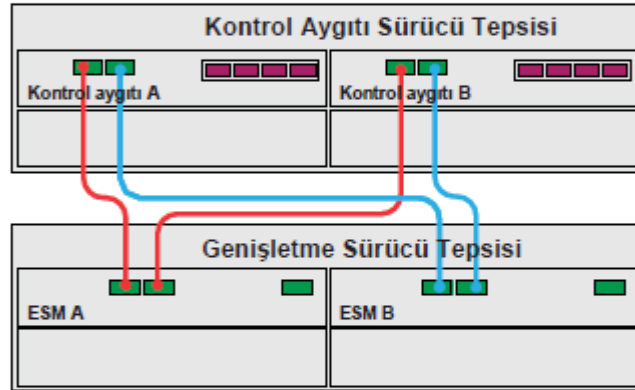 Kontrol Aygıtı Sürücü Tepsisi
Kontrol aygıtı A
Kontrol aygıtı B
Genişletme Sürücü Tepsisi
ESM A
ESM B